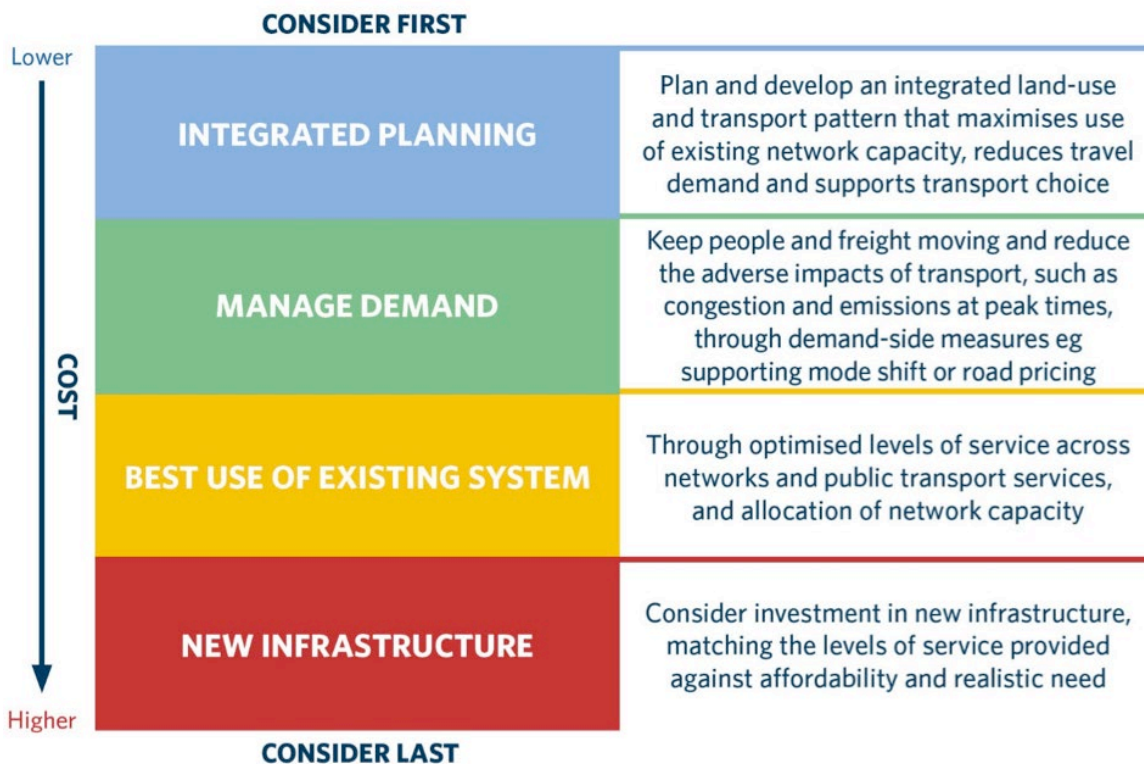 CONSIDER FIRST
Lower
INTEGRATED PLANNING
Plan and develop an integrated land-use
and transport pattern that maximises use
of existing network capacity, reduces travel
demand and supports transport choice
MANAGE DEMAND
Keep people and freight moving and reduce
the adverse impacts of transport, such as
congestion and emissions at peak times,
through demand-side measures eg
supporting mode shift or road pricing
COST
BEST USE OF EXISTING SYSTEM
Through optimised levels of service across
networks and public transport services,
and allocation of network capacity
NEW INFRASTRUCTURE
Consider investment in new infrastructure,
matching the levels of service provided
against affordability and realistic need
Higher
CONSIDER LAST